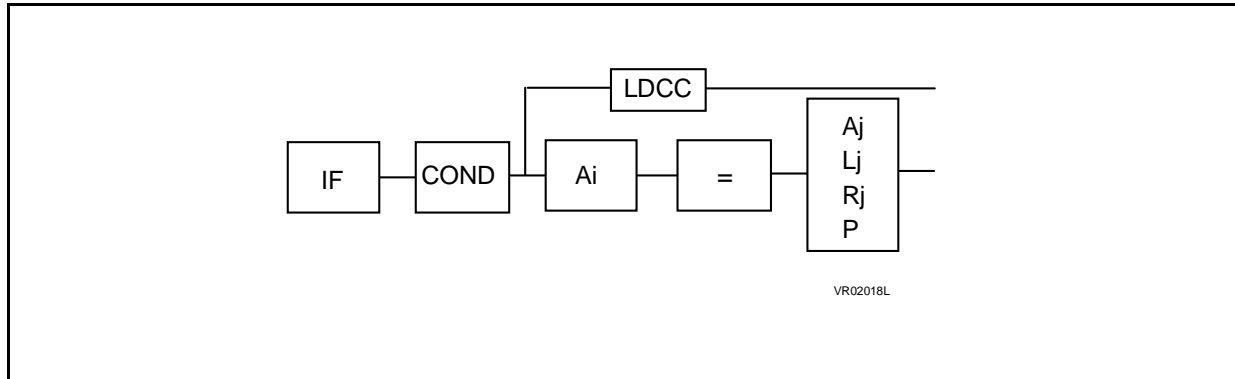 LDCC
IF
COND
Ai
=
Aj
Lj
Rj
P
VR02018L